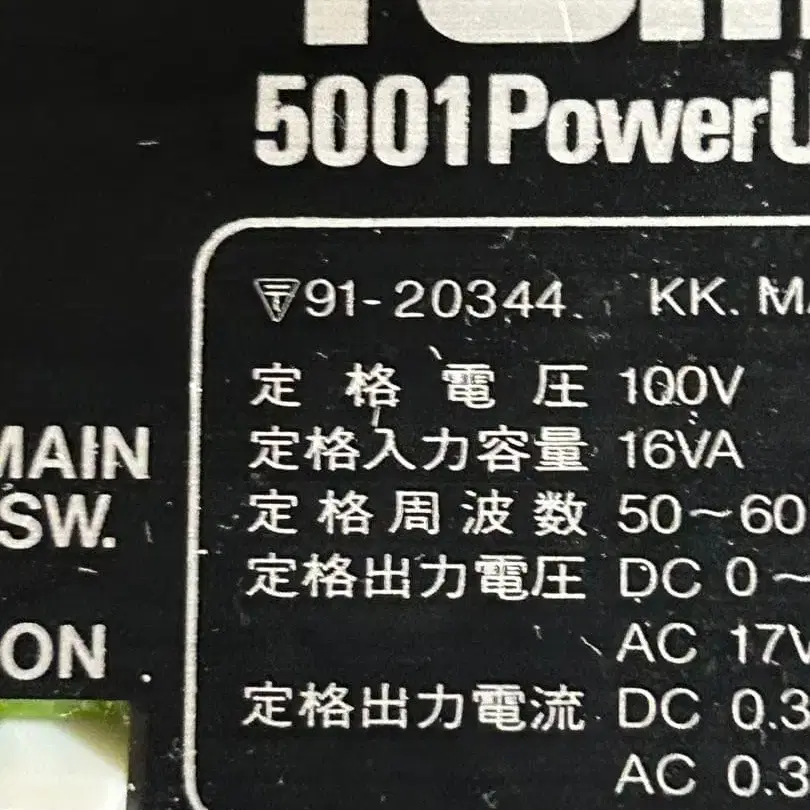 5001 PowerU
〒91-20344 KK. MA
定格電圧 100V
定格入力容量 16VA
定格周波数 50～60
定格出力電圧 DC 0～
AC 17V
定格出力電流 DC 0.3
AC 0.3
MAIN
SW.
ON